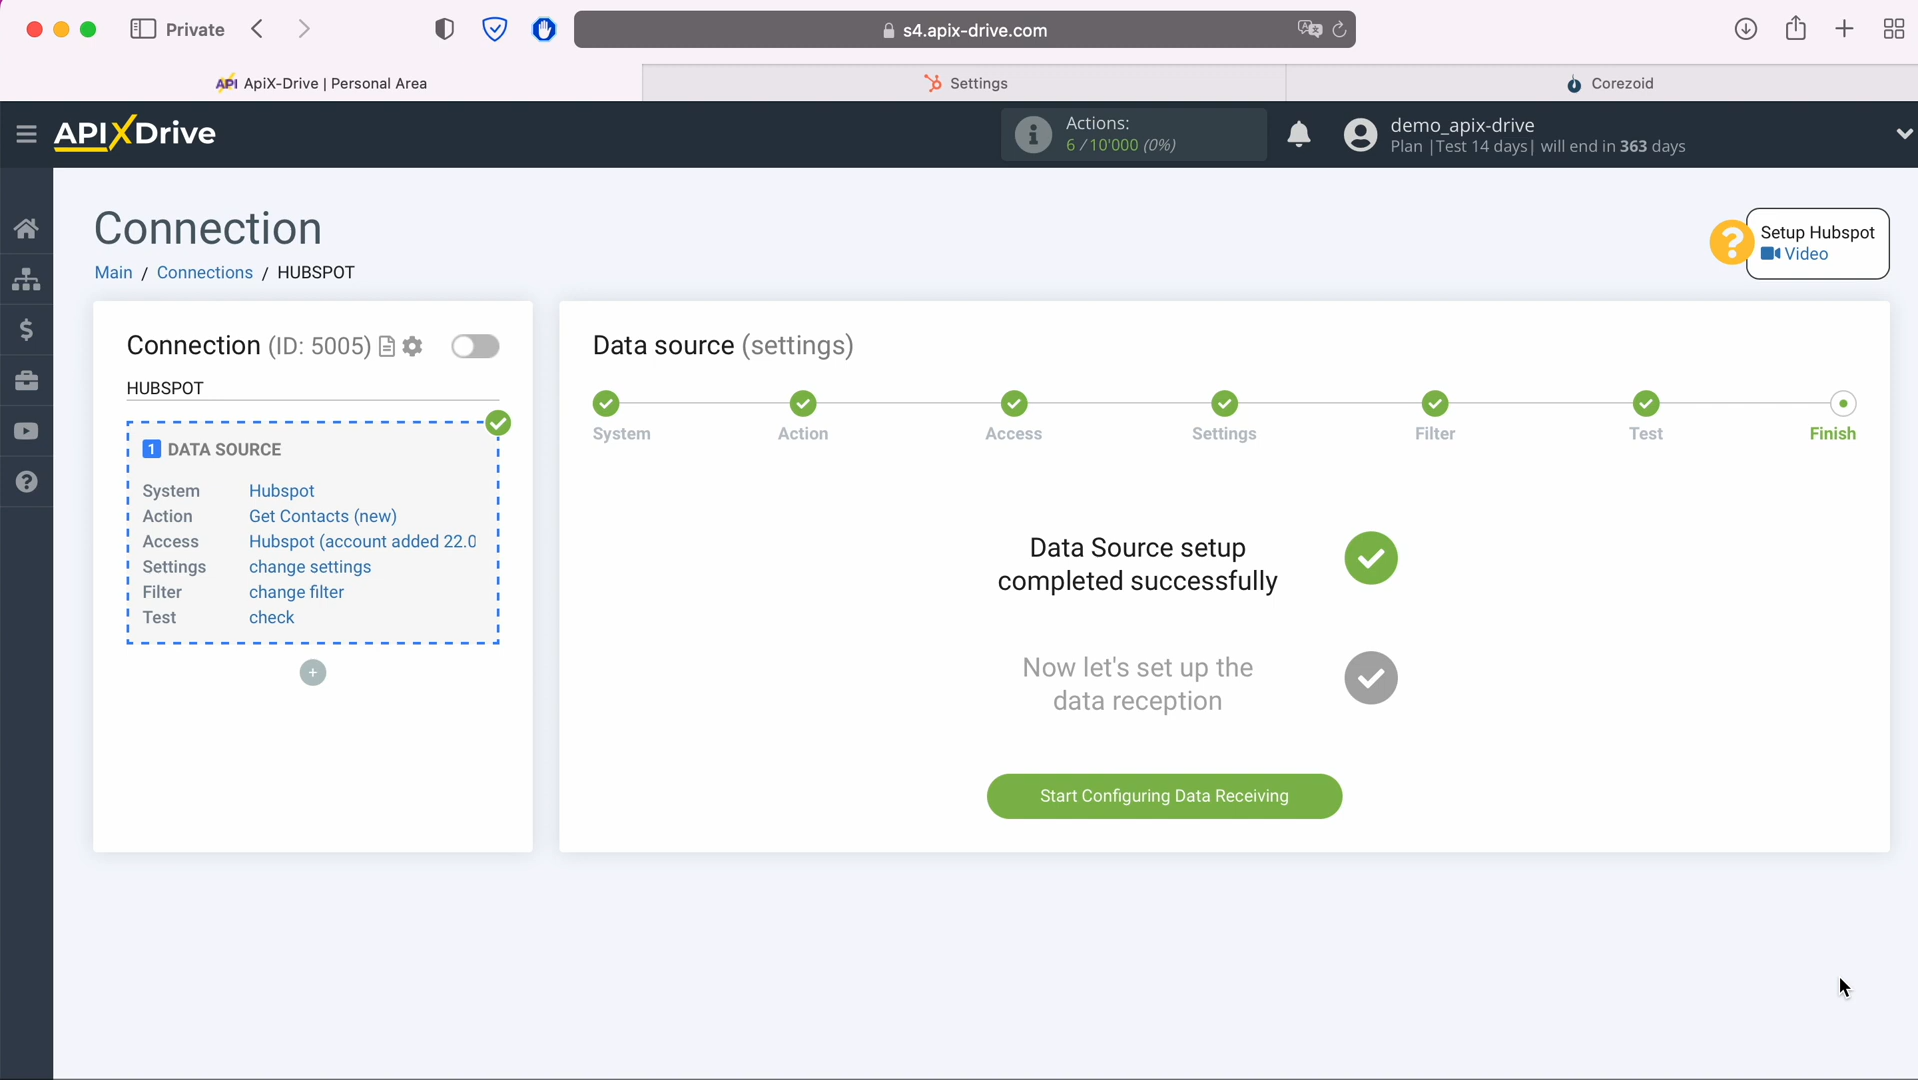 Private
s4.apix-drive.com
API ApiX-Drive | Personal Area
Settings
Corezoid
APIXDrive
Actions:
6 / 10'000 (0%)
demo_apix-drive
Plan |Test 14 days| will end in 363 days
Connection
Main / Connections / HUBSPOT
Setup Hubspot
Video
Connection (ID: 5005)
HUBSPOT
1 DATA SOURCE
System Hubspot
Action Get Contacts (new)
Access Hubspot (account added 22.0
Settings change settings
Filter change filter
Test check
Data source (settings)
System
Action
Access
Settings
Filter
Test
Finish
Data Source setup
completed successfully
Now let's set up the
data reception
Start Configuring Data Receiving